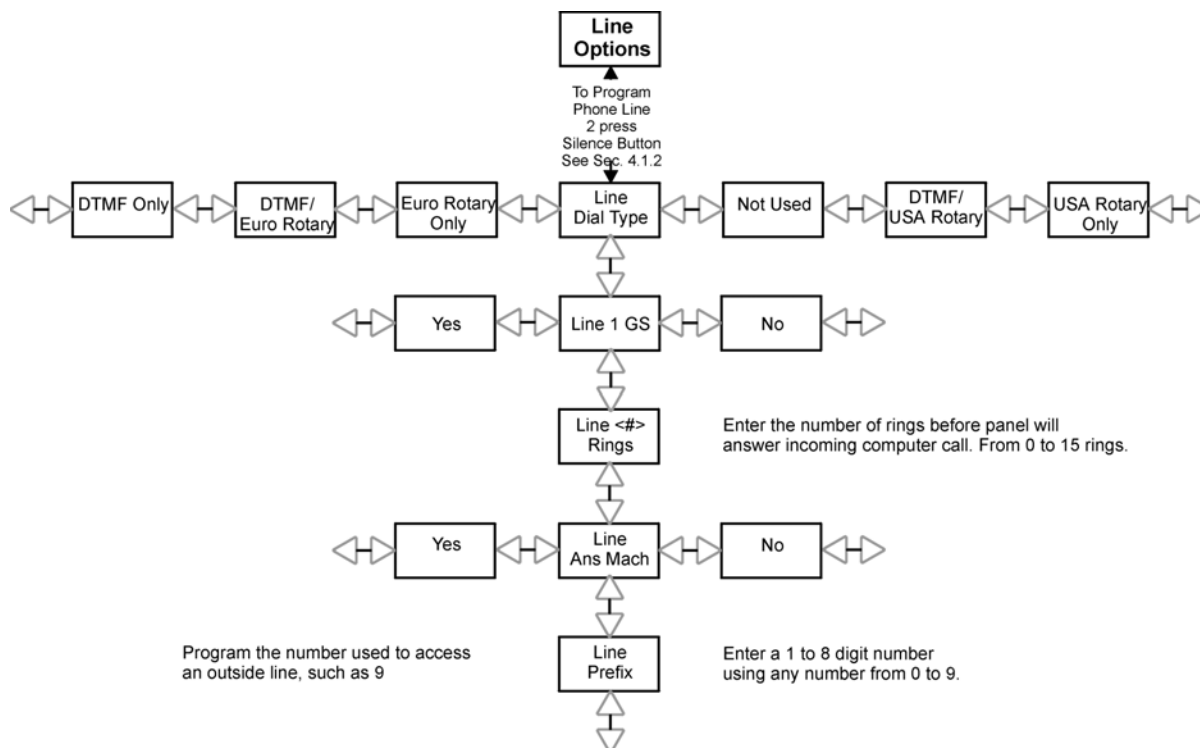 Line
Options
To Program
Phone Line
2 press
Silence Button
See Sec. 4.1.2
DTMF Only
DTMF/
Euro Rotary
Euro Rotary
Only
Line
Dial Type
Not Used
DTMF/
USA Rotary
USA Rotary
Only
Yes
Line 1 GS
No
Line <#>
Rings
Enter the number of rings before panel will
answer incoming computer call. From 0 to 15 rings.
Yes
Line
Ans Mach
No
Program the number used to access
an outside line, such as 9
Line
Prefix
Enter a 1 to 8 digit number
using any number from 0 to 9.